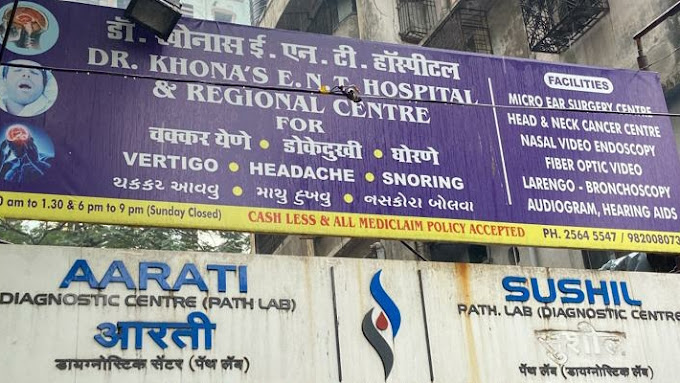 डॉ. खोनास ई. एन. टी. हॉस्पीटल
DR. KHONA'S E.N.T. HOSPITAL
& REGIONAL CENTRE
FOR
चक्कर येणे • डोकेदुखी • घोरणे
VERTIGO • HEADACHE • SNORING
ચક્કર આવવુ • માથુ દુખવુ • નસકોરા બોલવા
am to 1.30 & 6 pm to 9 pm (Sunday Closed)
CASH LESS & ALL MEDICLAIM POLICY ACCEPTED
FACILITIES
MICRO EAR SURGERY CENTRE
HEAD & NECK CANCER CENTRE
NASAL VIDEO ENDOSCOPY
FIBER OPTIC VIDEO
LARENGO - BRONCHOSCOPY
AUDIOGRAM, HEARING AIDS
PH. 2564 5547 / 982008073
AARATI
DIAGNOSTIC CENTRE (PATH LAB)
आरती
डायग्नोस्टिक सेंटर (पॅथ लॅब)
SUSHIL
PATH. LAB (DIAGNOSTIC CENTRE
सुशील
पॅथ लॅब (डायग्नोस्टिक सेंटर)